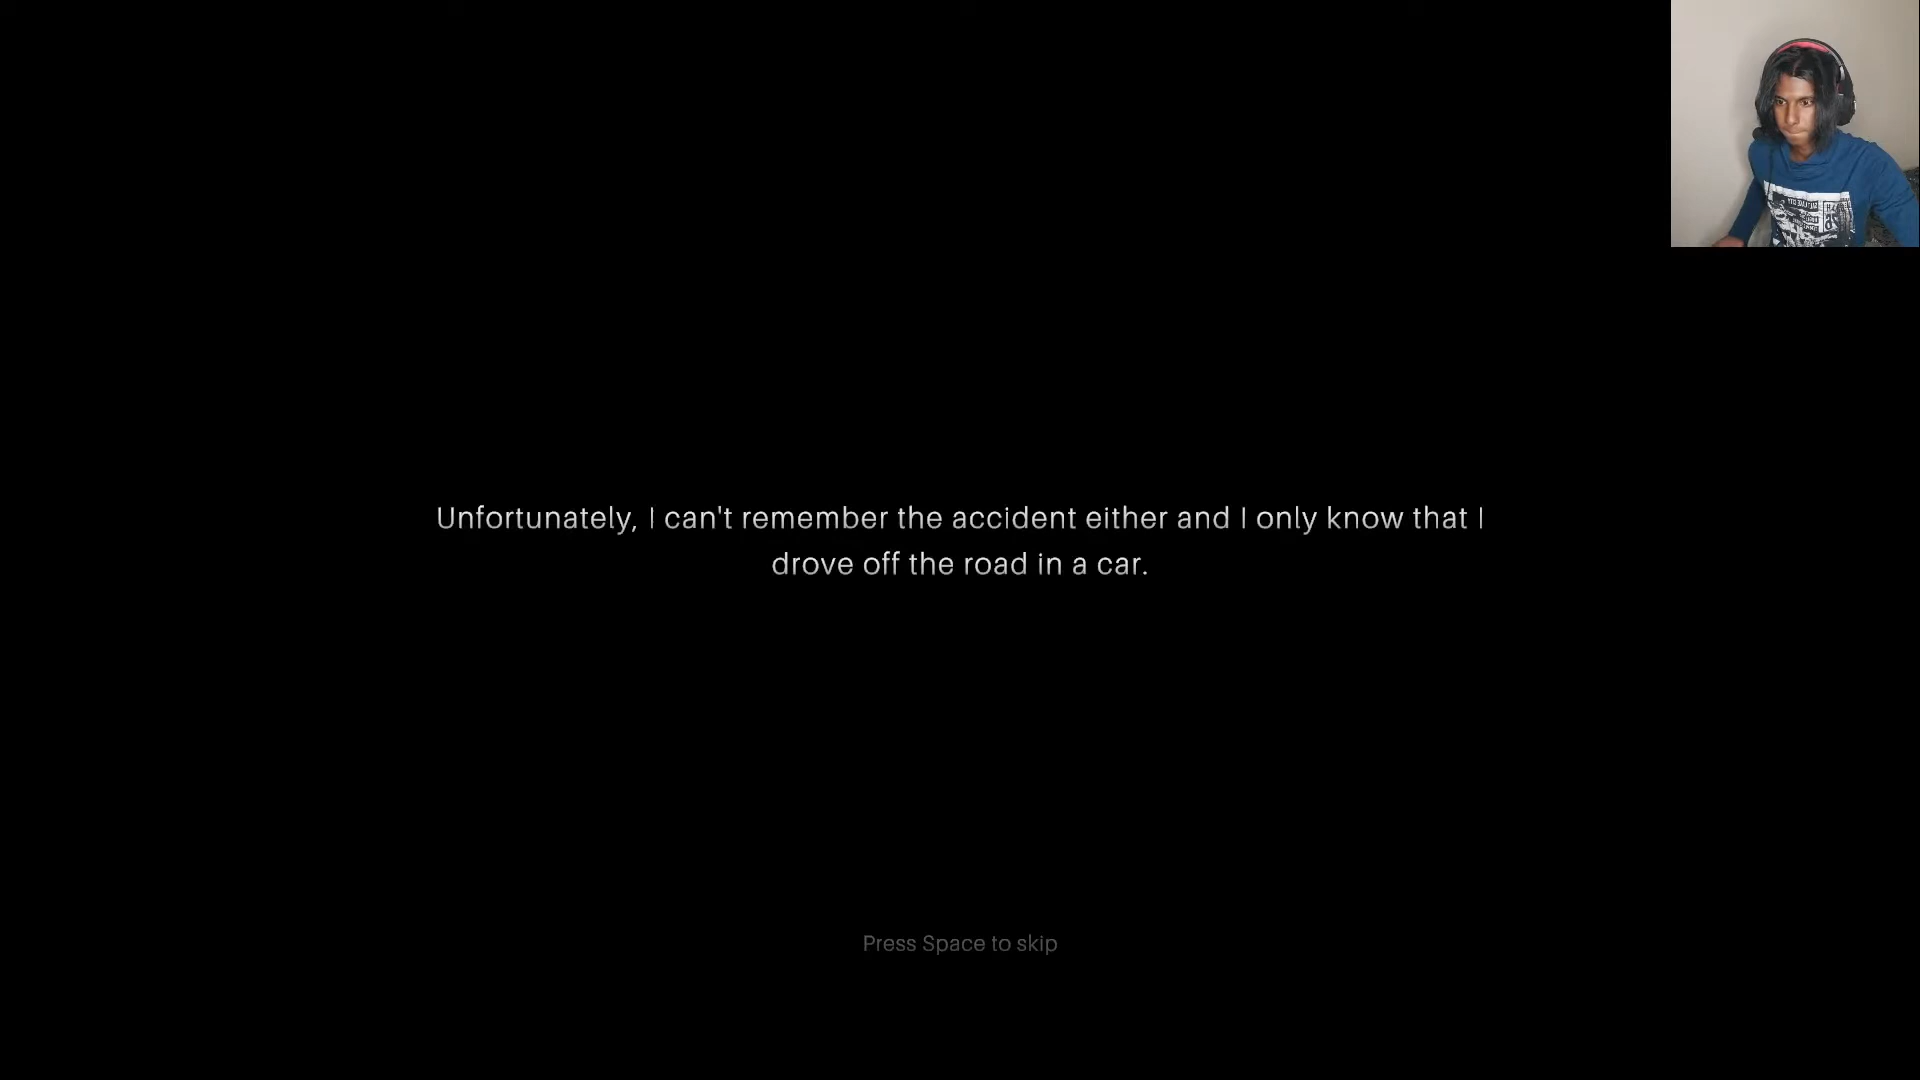 Unfortunately, I can't remember the accident either and I only know that I
drove off the road in a car.
Press Space to skip